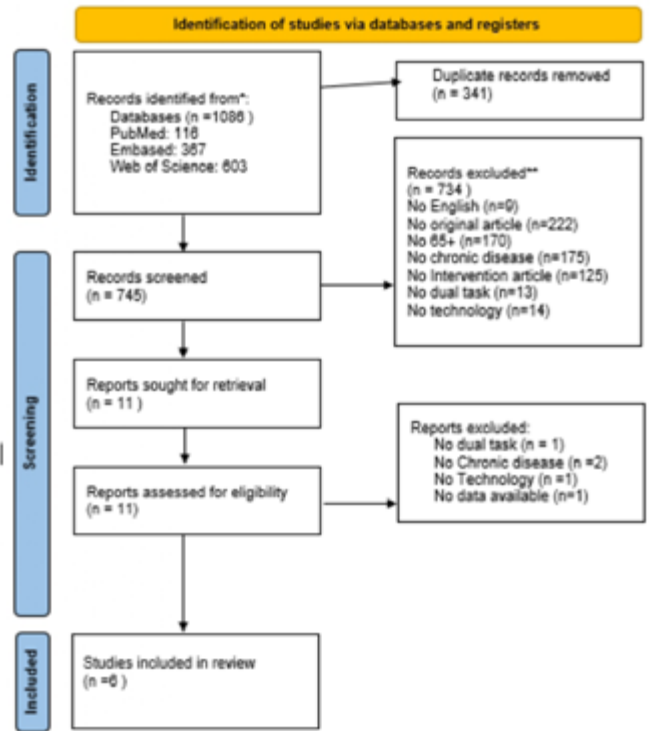 Identification of studies via databases and registers
Identification
Records identified from*:
Databases (n =1086 )
PubMed: 116
Embased: 367
Web of Science: 603
Duplicate records removed
(n = 341)
Records excluded**
(n = 734 )
No English (n=9)
No original article (n=222)
No 65+ (n=170)
No chronic disease (n=175)
No Intervention article (n=125)
No dual task (n=13)
No technology (n=14)
Screening
Records screened
(n = 745)
Reports sought for retrieval
(n = 11 )
Reports assessed for eligibility
(n = 11)
Reports excluded:
No dual task (n = 1)
No Chronic disease (n =2)
No Technology (n =1)
No data available (n=1)
Included
Studies included in review
(n =6 )